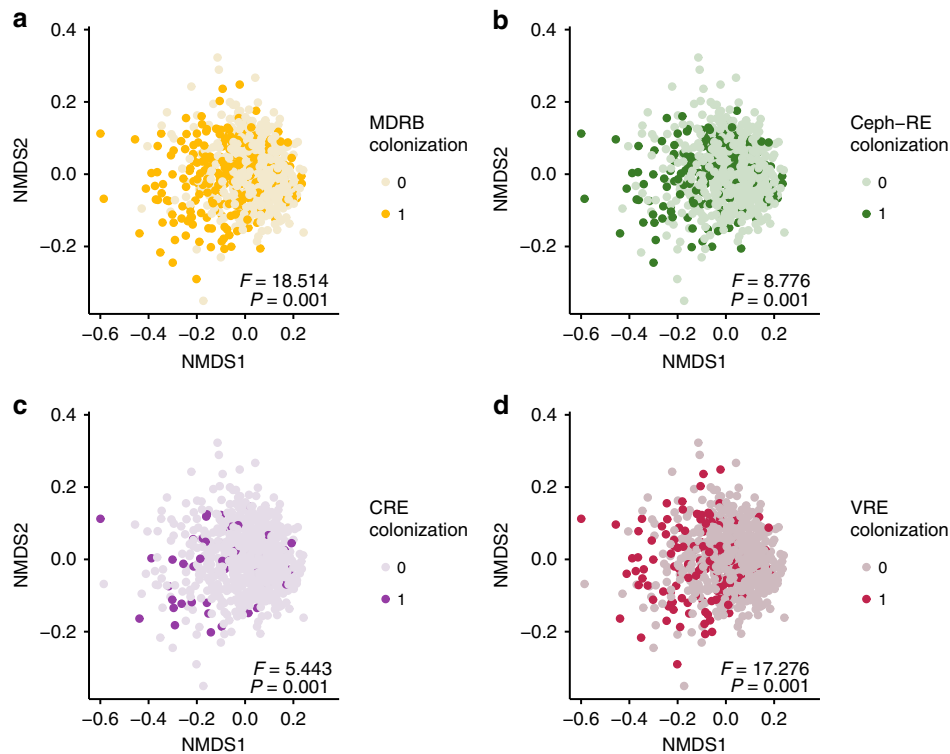 a
0.4
0.2
0.0
−0.2
NMDS2
−0.6 −0.4 −0.2 0.0 0.2
NMDS1
F = 18.514
P = 0.001
MDRB
colonization
0
1
b
0.4
0.2
0.0
−0.2
NMDS2
−0.6 −0.4 −0.2 0.0 0.2
NMDS1
F = 8.776
P = 0.001
Ceph−RE
colonization
0
1
c
0.4
0.2
0.0
−0.2
NMDS2
−0.6 −0.4 −0.2 0.0 0.2
NMDS1
F = 5.443
P = 0.001
CRE
colonization
0
1
d
0.4
0.2
0.0
−0.2
NMDS2
−0.6 −0.4 −0.2 0.0 0.2
NMDS1
F = 17.276
P = 0.001
VRE
colonization
0
1